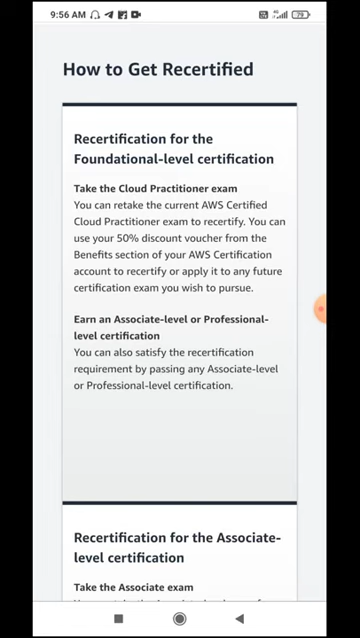 9:56 AM
79
How to Get Recertified
Recertification for the
Foundational-level certification
Take the Cloud Practitioner exam
You can retake the current AWS Certified
Cloud Practitioner exam to recertify. You can
use your 50% discount voucher from the
Benefits section of your AWS Certification
account to recertify or apply it to any future
certification exam you wish to pursue.
Earn an Associate-level or Professional-
level certification
You can also satisfy the recertification
requirement by passing any Associate-level
or Professional-level certification.
Recertification for the Associate-
level certification
Take the Associate exam